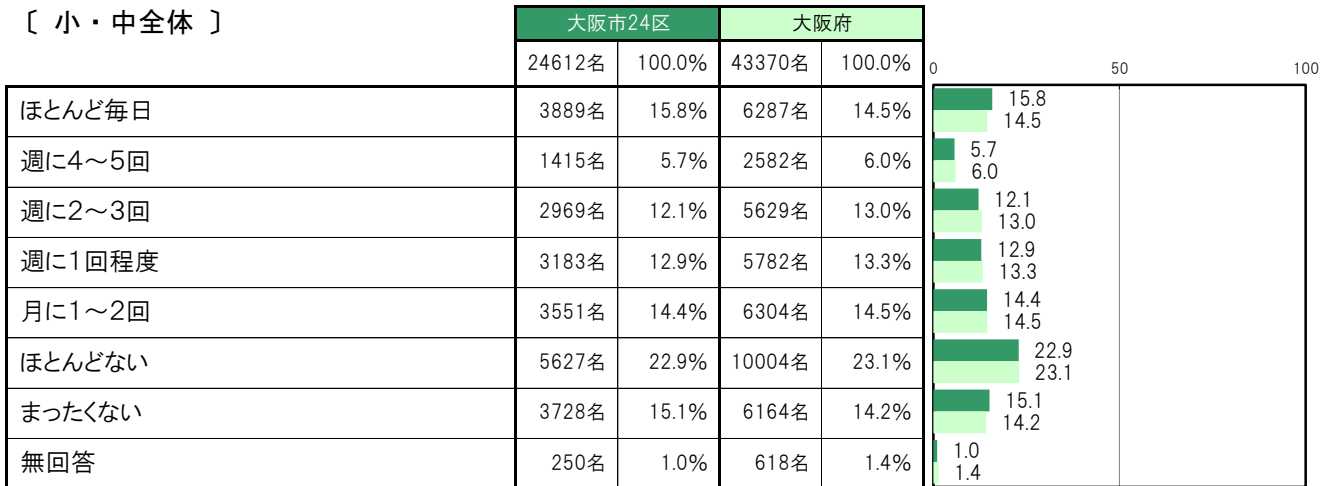 〔 小・中全体 〕
大阪市24区 大阪府
24612名 100.0% 43370名 100.0%
0 50 100
ほとんど毎日 3889名 15.8% 6287名 14.5% 15.8
14.5
週に4～5回 1415名 5.7% 2582名 6.0% 5.7
6.0
週に2～3回 2969名 12.1% 5629名 13.0% 12.1
13.0
週に1回程度 3183名 12.9% 5782名 13.3% 12.9
13.3
月に1～2回 3551名 14.4% 6304名 14.5% 14.4
14.5
ほとんどない 5627名 22.9% 10004名 23.1% 22.9
23.1
まったくない 3728名 15.1% 6164名 14.2% 15.1
14.2
無回答 250名 1.0% 618名 1.4% 1.0
1.4